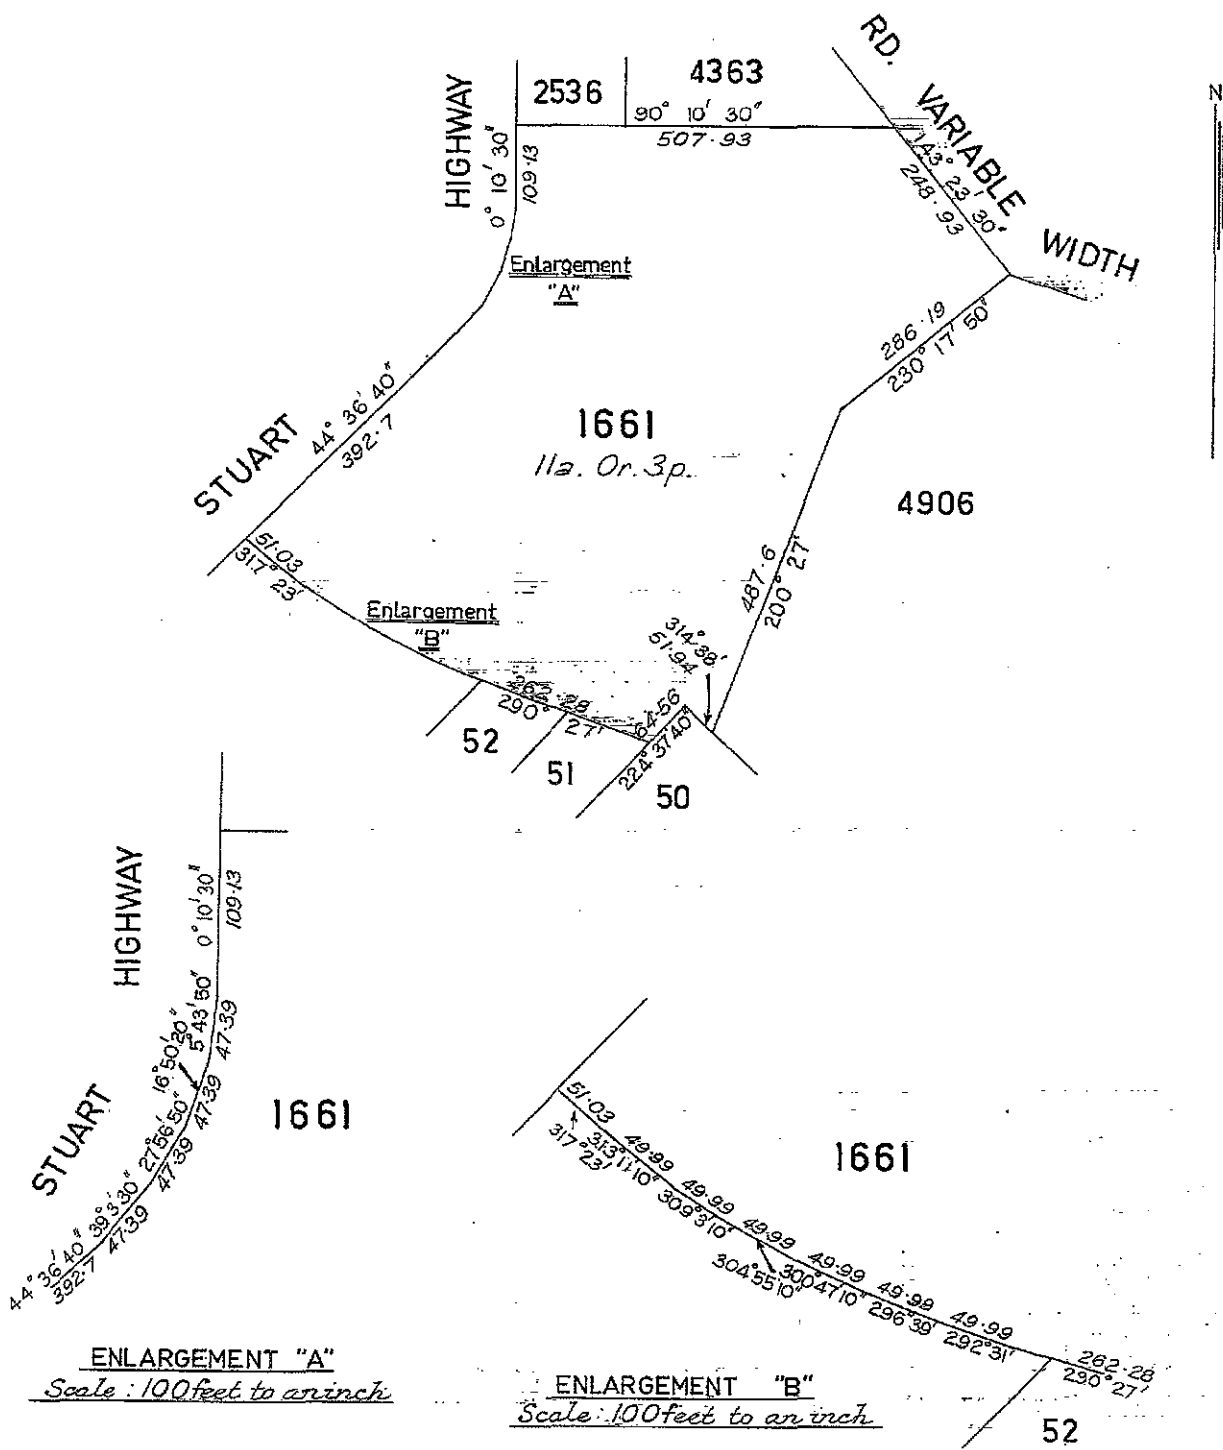 RD. VARIABLE WIDTH
N
HIGHWAY
2536
4363
90° 10' 30"
507·93
0° 10' 30"
109·13
143° 23' 30"
248·93
Enlargement
"A"
286·19
230° 17' 50"
44° 36' 40"
392·7
STUART
1661
11a. 0r. 3p.
4906
51·03
317° 23'
Enlargement
"B"
487·6
200° 27'
314° 38'
51·94
262·28
290° 27'
64·56
224° 37' 40"
52
51
50
HIGHWAY
0° 10' 30"
109·13
5° 43' 50"
47·39
16° 50' 20"
47·39
27° 56' 50"
47·39
39° 3' 30"
47·39
44° 36' 40"
392·7
STUART
1661
ENLARGEMENT "A"
Scale : 100 feet to an inch
51·03
317° 23'
49·99
313° 11' 10"
49·99
309° 3' 10"
49·99
304° 55' 10"
49·99
300° 47' 10"
49·99
296° 39'
49·99
292° 31'
262·28
290° 27'
1661
52
ENLARGEMENT "B"
Scale : 100 feet to an inch